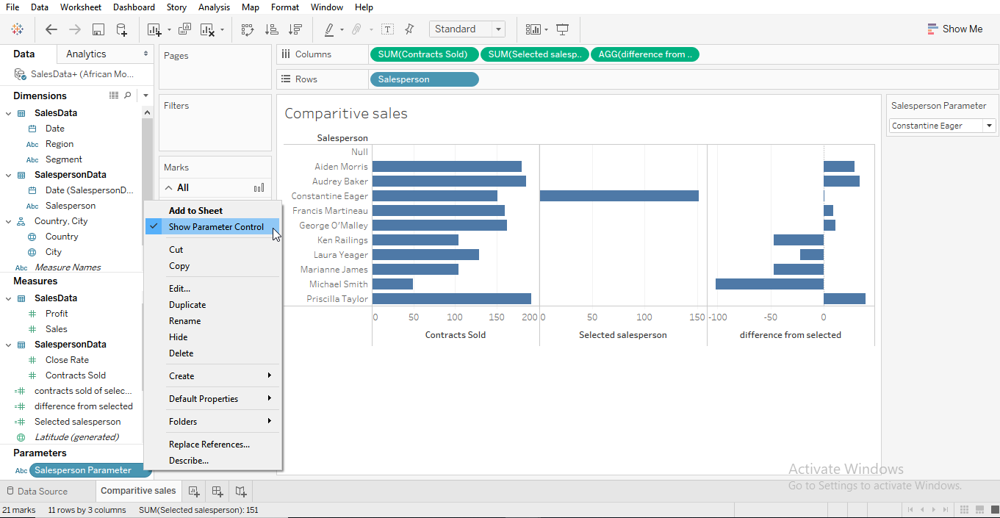 File Data Worksheet Dashboard Story Analysis Map Format Window Help
Standard
Show Me
Data Analytics
SalesData+ (African Mo...
Dimensions
SalesData
Date
Abc Region
Abc Segment
SalespersonData
Date (SalespersonD...
Abc Salesperson
Country, City
Country
City
Abc Measure Names
Measures
SalesData
Profit
Sales
SalespersonData
Close Rate
Contracts Sold
contracts sold of selec...
difference from selected
Selected salesperson
Latitude (generated)
Parameters
Abc Salesperson Parameter
Pages
Filters
Marks
All
Add to Sheet
Show Parameter Control
Cut
Copy
Edit...
Duplicate
Rename
Hide
Delete
Create
Default Properties
Folders
Replace References...
Describe...
Columns SUM(Contracts Sold) SUM(Selected salesp.. AGG(difference from ..
Rows Salesperson
Comparitive sales
Salesperson
Null
Aiden Morris
Audrey Baker
Constantine Eager
Francis Martineau
George O'Malley
Ken Railings
Laura Yeager
Marianne James
Michael Smith
Priscilla Taylor
0 50 100 150 200 0 50 100 150 -100 -50 0
Contracts Sold Selected salesperson difference from selected
Salesperson Parameter
Constantine Eager
Activate Windows
Go to Settings to activate Windows.
Data Source Comparitive sales
21 marks 11 rows by 3 columns SUM(Selected salesperson): 151